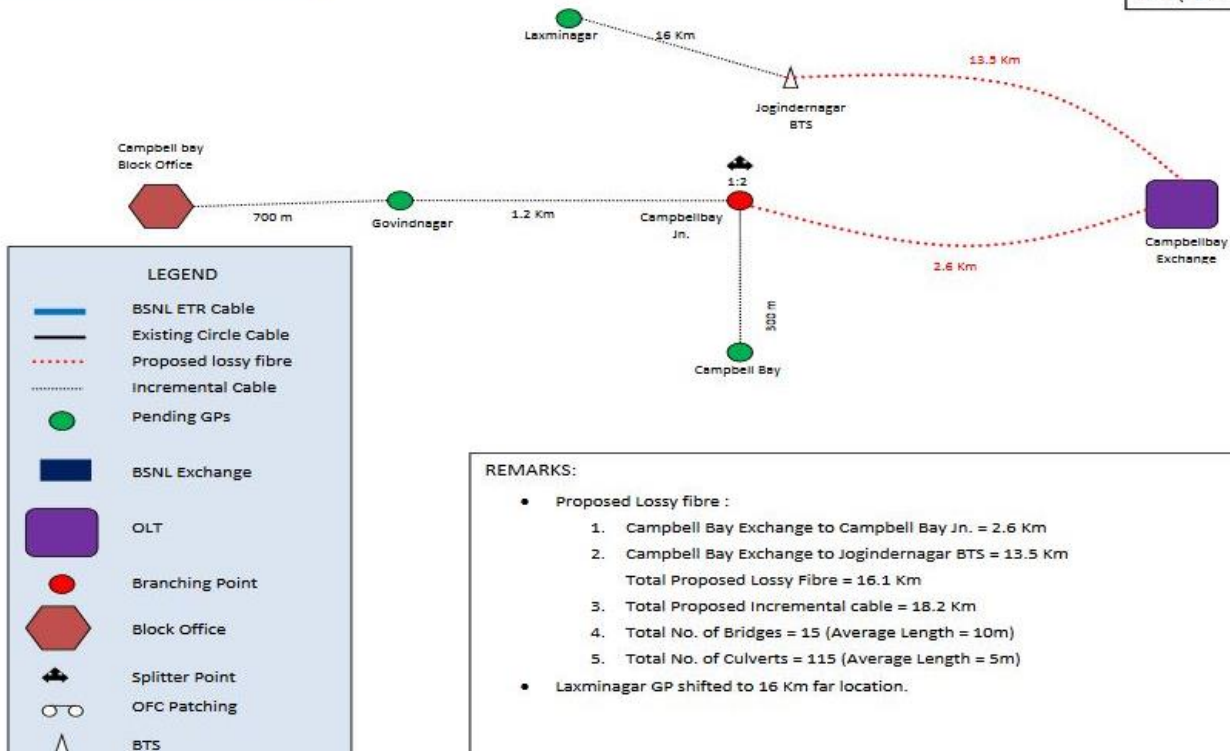 Laxminagar
16 Km
13.5 Km
Jogindernagar
BTS
Campbell bay
Block Office
1:2
700 m
Govindnagar
1.2 Km
Campbellbay
Jn.
2.6 Km
Campbellbay
Exchange
300 m
Campbell Bay
LEGEND
BSNL ETR Cable
Existing Circle Cable
Proposed lossy fibre
Incremental Cable
Pending GPs
BSNL Exchange
OLT
Branching Point
Block Office
Splitter Point
OFC Patching
BTS
REMARKS:
• Proposed Lossy fibre :
1. Campbell Bay Exchange to Campbell Bay Jn. = 2.6 Km
2. Campbell Bay Exchange to Jogindernagar BTS = 13.5 Km
Total Proposed Lossy Fibre = 16.1 Km
3. Total Proposed Incremental cable = 18.2 Km
4. Total No. of Bridges = 15 (Average Length = 10m)
5. Total No. of Culverts = 115 (Average Length = 5m)
• Laxminagar GP shifted to 16 Km far location.